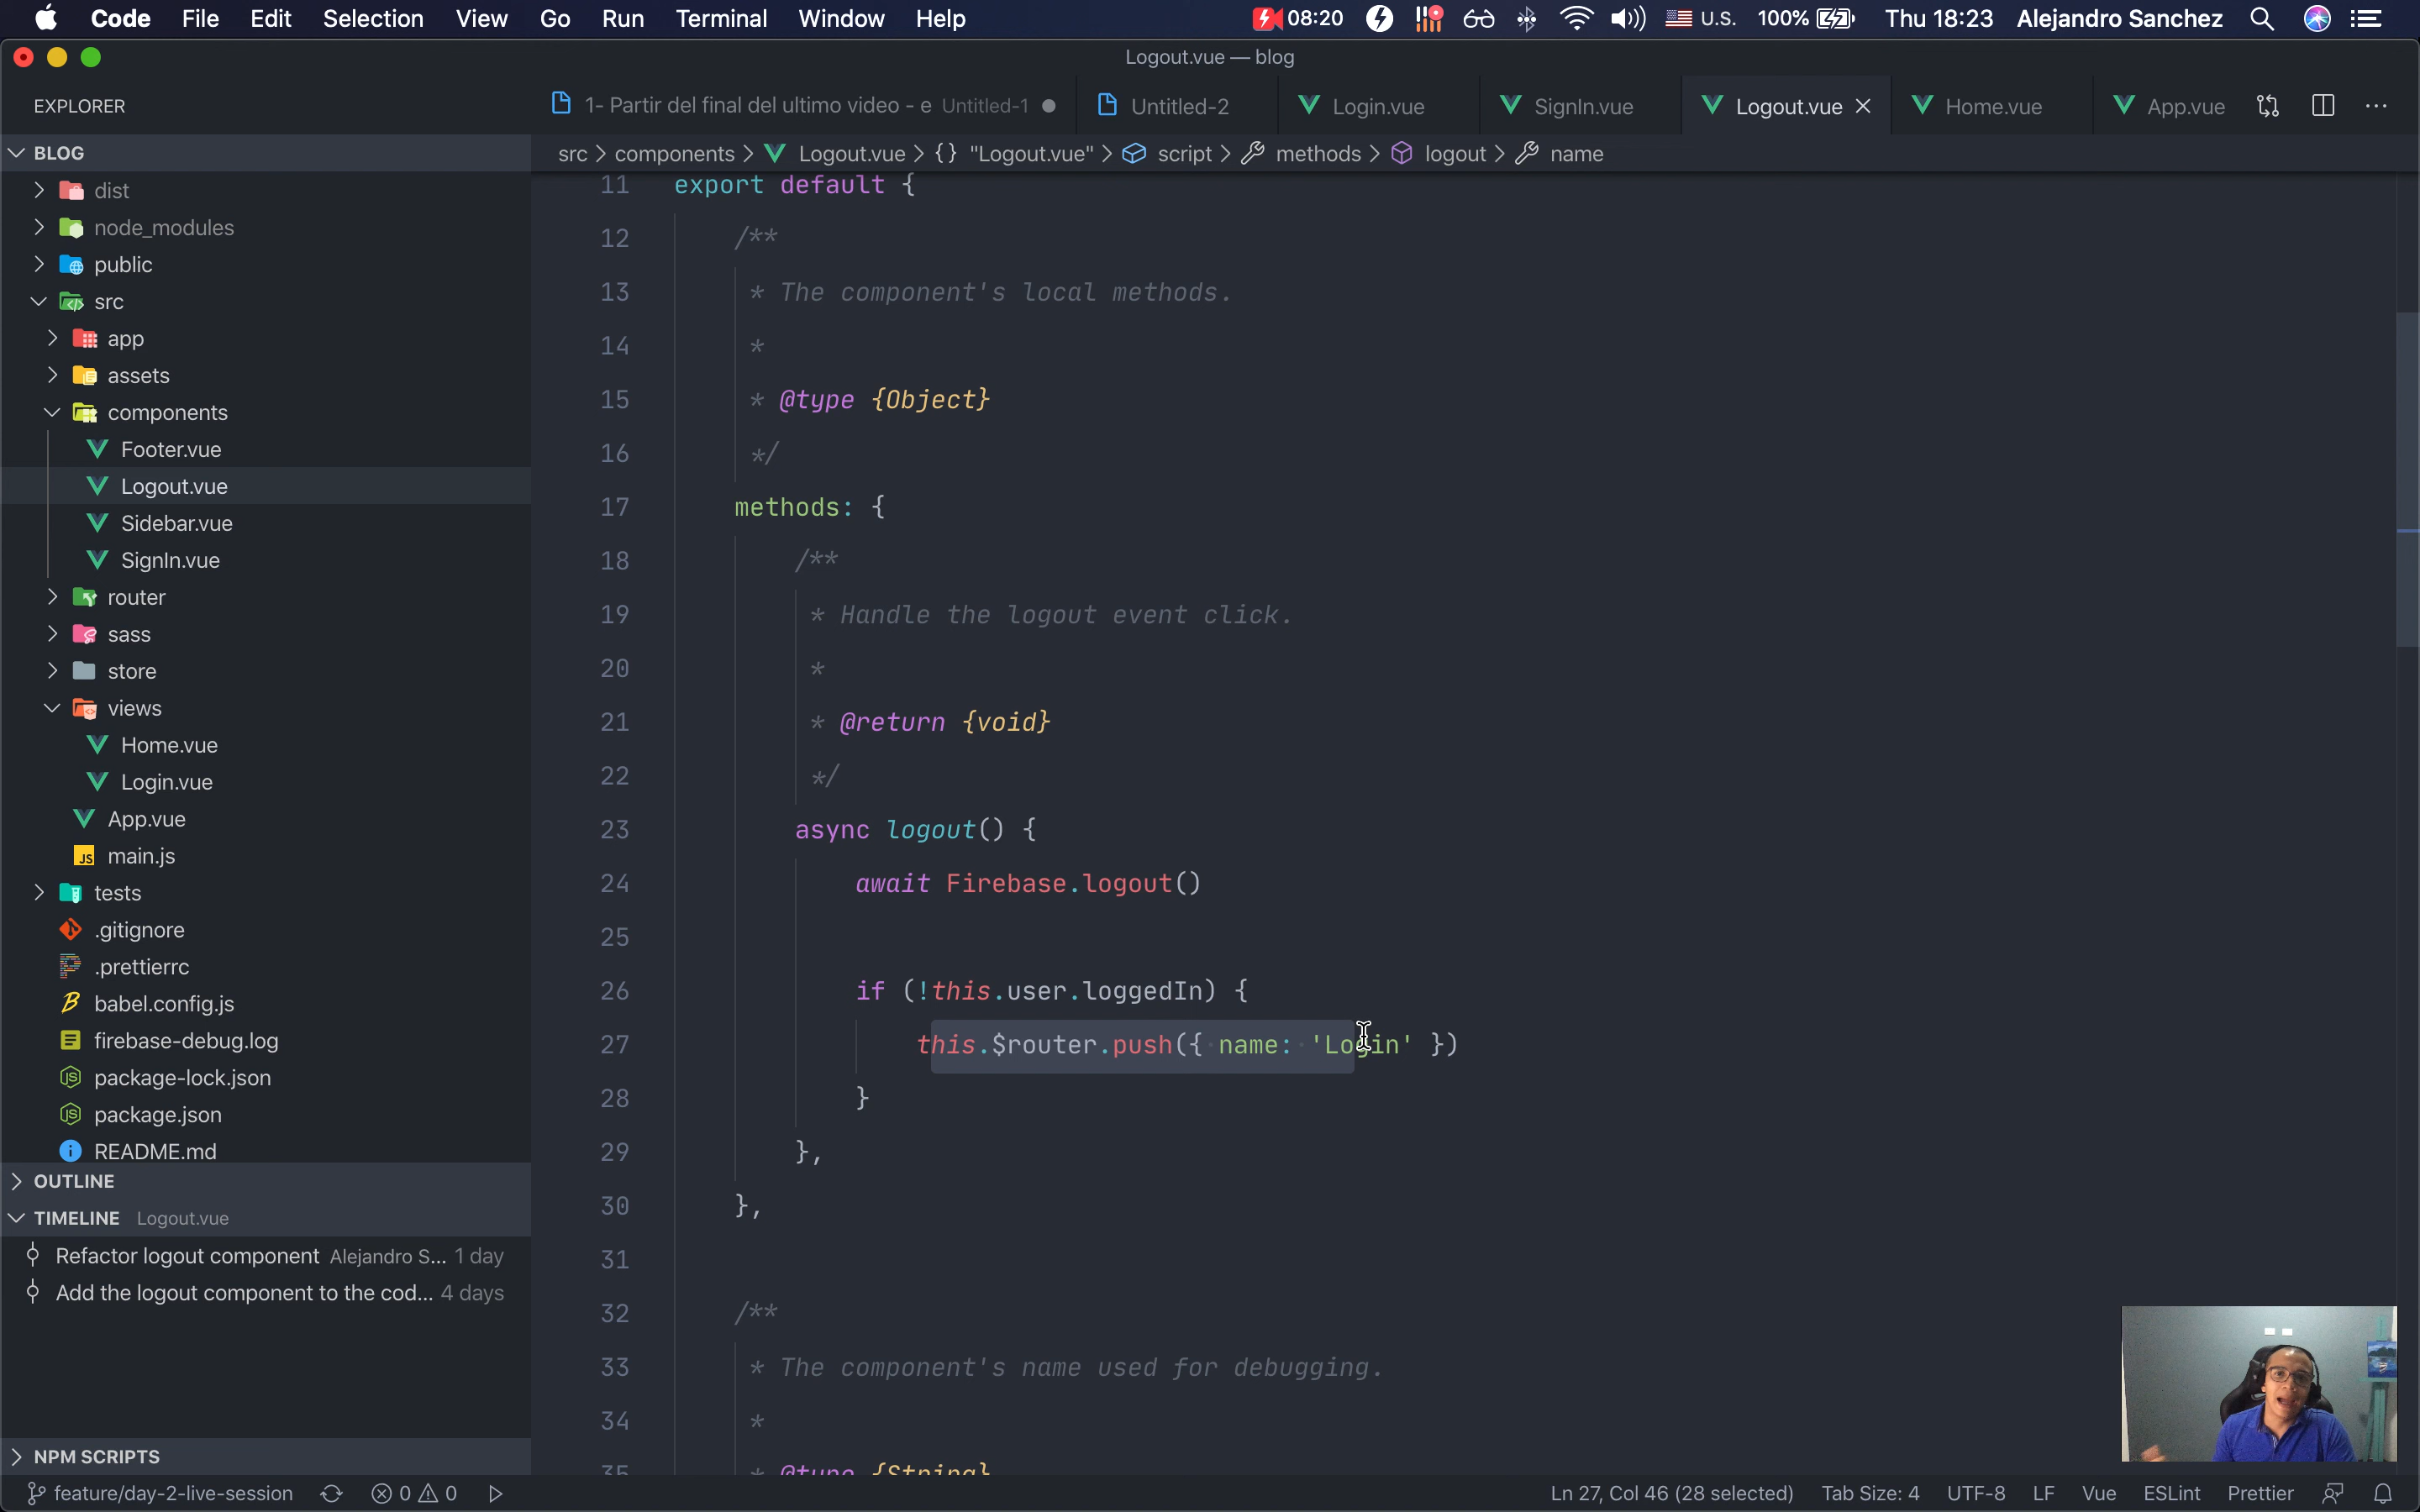 Code File Edit Selection View Go Run Terminal Window Help 08:20 U.S. 100% Thu 18:23 Alejandro Sanchez
Logout.vue — blog
EXPLORER
1- Partir del final del ultimo video - e Untitled-1 Untitled-2 Login.vue SignIn.vue Logout.vue Home.vue App.vue
BLOG
src > components > Logout.vue > {} "Logout.vue" > script > methods > logout > name
dist
node_modules
public
src
app
assets
components
Footer.vue
Logout.vue
Sidebar.vue
SignIn.vue
router
sass
store
views
Home.vue
Login.vue
App.vue
main.js
tests
.gitignore
.prettierrc
babel.config.js
firebase-debug.log
package-lock.json
package.json
README.md
OUTLINE
TIMELINE Logout.vue
Refactor logout component Alejandro S... 1 day
Add the logout component to the cod... 4 days
NPM SCRIPTS
11 export default {
12 /**
13 * The component's local methods.
14 *
15 * @type {Object}
16 */
17 methods: {
18 /**
19 * Handle the logout event click.
20 *
21 * @return {void}
22 */
23 async logout() {
24 await Firebase.logout()
25
26 if (!this.user.loggedIn) {
27 this.$router.push({ name: 'Login' })
28 }
29 },
30 },
31
32 /**
33 * The component's name used for debugging.
34 *
35 * @type {String}
feature/day-2-live-session 0 0 Ln 27, Col 46 (28 selected) Tab Size: 4 UTF-8 LF Vue ESLint Prettier